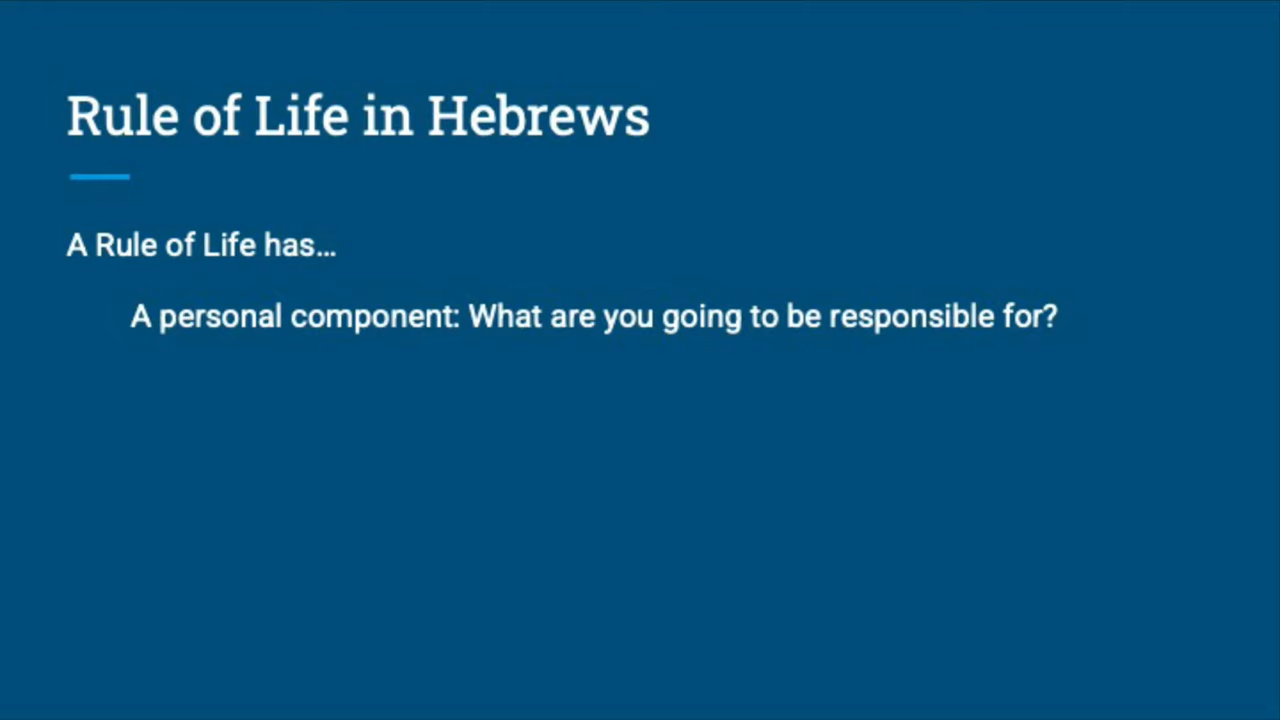 Rule of Life in Hebrews
A Rule of Life has...
A personal component: What are you going to be responsible for?